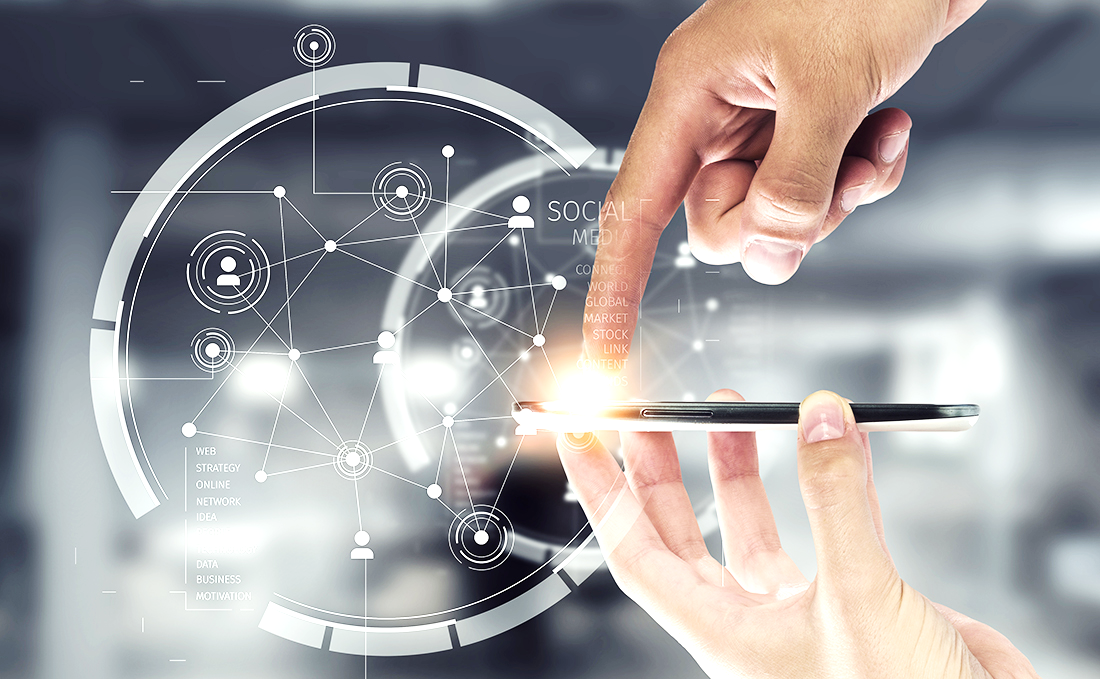 SOCIAL
MEDIA
CONNECT
WORLD
GLOBAL
MARKET
STOCK
LINK
WEB
STRATEGY
ONLINE
NETWORK
IDEA
DATA
BUSINESS
MOTIVATION